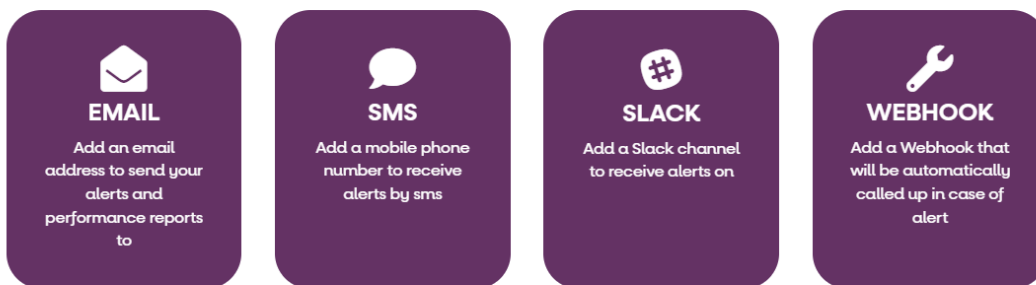 EMAIL
Add an email
address to send your
alerts and
performance reports
to
SMS
Add a mobile phone
number to receive
alerts by sms
SLACK
Add a Slack channel
to receive alerts on
WEBHOOK
Add a Webhook that
will be automatically
called up in case of
alert